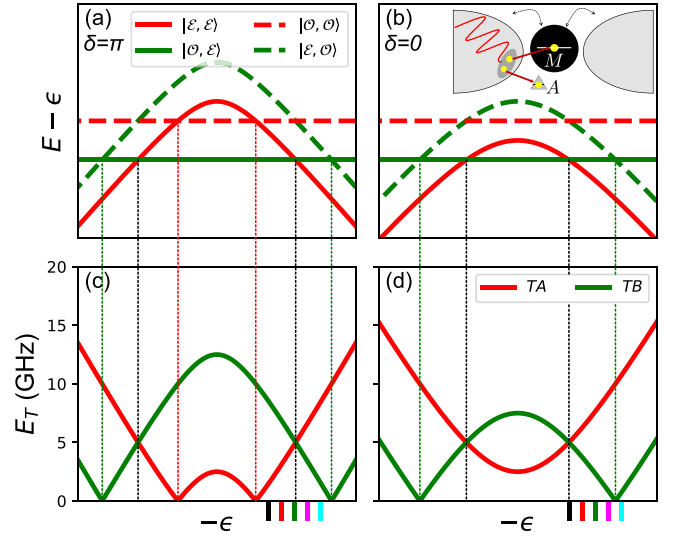 (a)
δ=π
|ℰ, ℰ⟩
|𝒪, 𝒪⟩
|𝒪, ℰ⟩
|ℰ, 𝒪⟩
(b)
δ=0
M
A
E − ϵ
(c)
20
15
10
5
0
E_T (GHz)
−ϵ
(d)
TA
TB
−ϵ